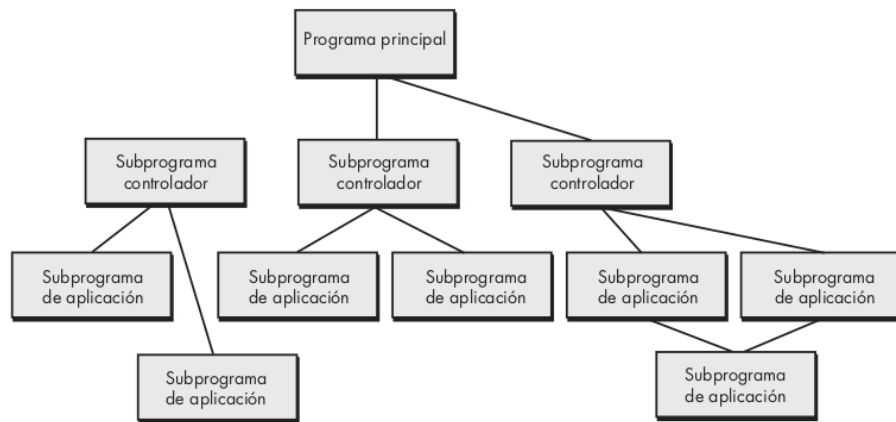 Programa principal
Subprograma
controlador
Subprograma
controlador
Subprograma
controlador
Subprograma
de aplicación
Subprograma
de aplicación
Subprograma
de aplicación
Subprograma
de aplicación
Subprograma
de aplicación
Subprograma
de aplicación
Subprograma
de aplicación